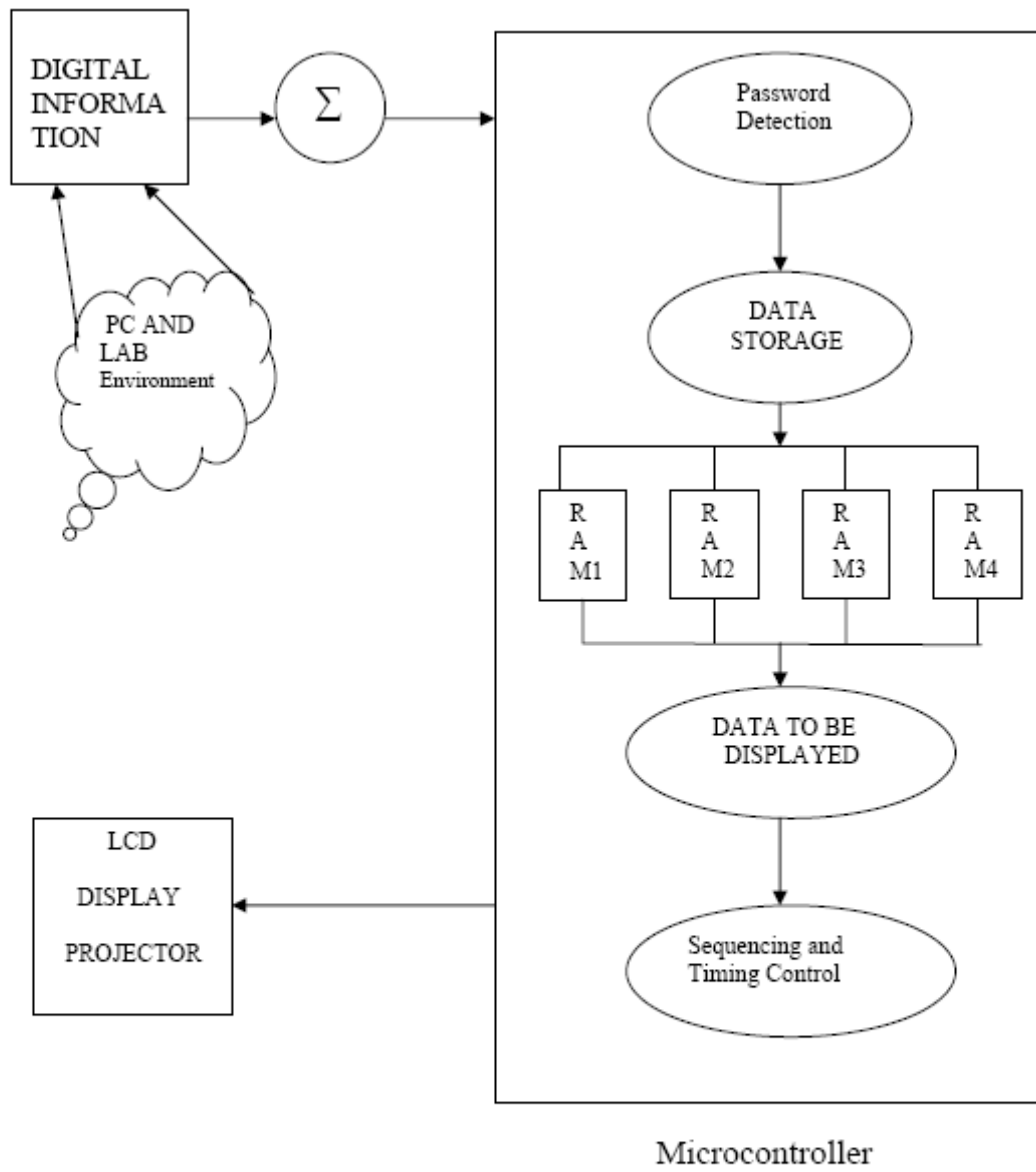 DIGITAL
INFORMA
TION
Σ
PC AND
LAB
Environment
Password
Detection
DATA
STORAGE
R
A
M1
R
A
M2
R
A
M3
R
A
M4
DATA TO BE
DISPLAYED
Sequencing and
Timing Control
LCD
DISPLAY
PROJECTOR
Microcontroller